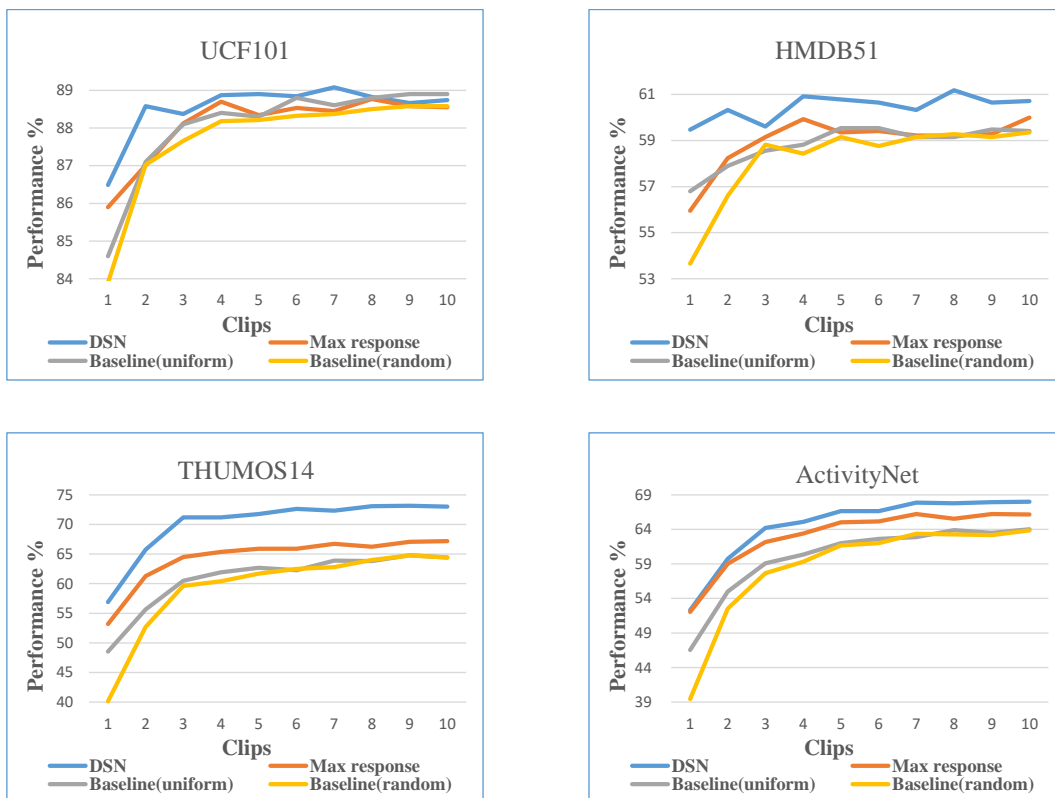 UCF101
Performance %
89
88
87
86
85
84
1 2 3 4 5 6 7 8 9 10
Clips
DSN Max response
Baseline(uniform) Baseline(random)
HMDB51
Performance %
61
59
57
55
53
1 2 3 4 5 6 7 8 9 10
Clips
DSN Max response
Baseline(uniform) Baseline(random)
THUMOS14
Performance %
75
70
65
60
55
50
45
40
1 2 3 4 5 6 7 8 9 10
Clips
DSN Max response
Baseline(uniform) Baseline(random)
ActivityNet
Performance %
69
64
59
54
49
44
39
1 2 3 4 5 6 7 8 9 10
Clips
DSN Max response
Baseline(uniform) Baseline(random)